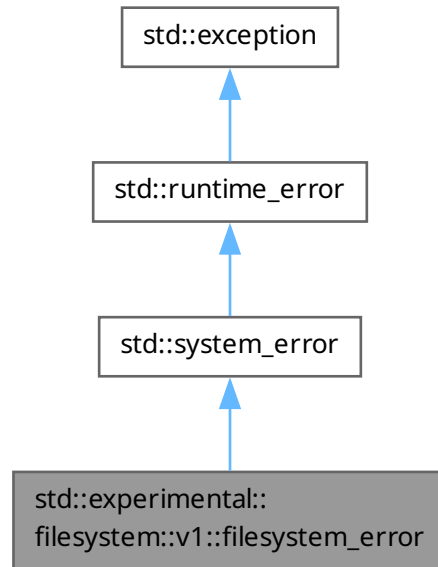 std::exception
std::runtime_error
std::system_error
std::experimental::
filesystem::v1::filesystem_error